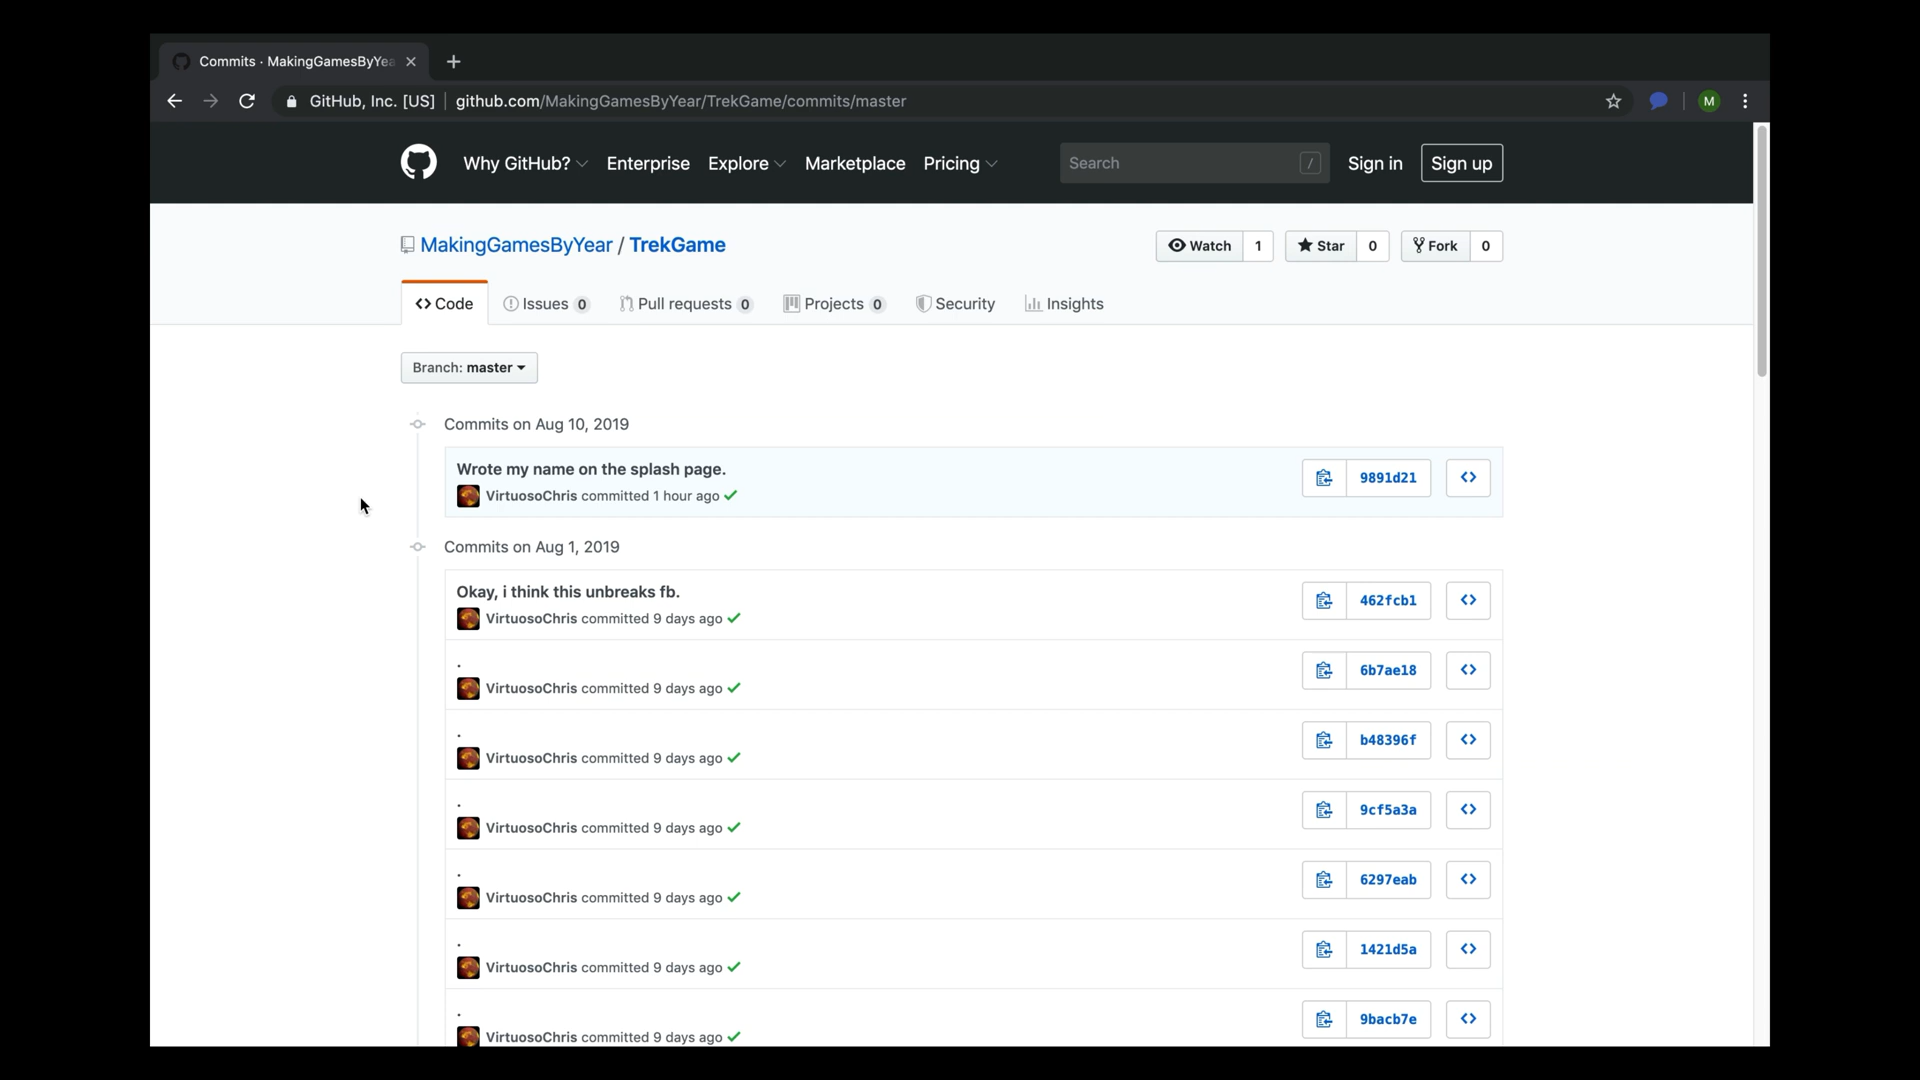 Commits · MakingGamesByYea
GitHub, Inc. [US] github.com/MakingGamesByYear/TrekGame/commits/master
M
Why GitHub? Enterprise Explore Marketplace Pricing Search / Sign in Sign up
MakingGamesByYear / TrekGame
Watch 1 Star 0 Fork 0
Code Issues 0 Pull requests 0 Projects 0 Security Insights
Branch: master
Commits on Aug 10, 2019
Wrote my name on the splash page.
VirtuosoChris committed 1 hour ago
9891d21
Commits on Aug 1, 2019
Okay, i think this unbreaks fb.
VirtuosoChris committed 9 days ago
462fcb1
.
VirtuosoChris committed 9 days ago
6b7ae18
.
VirtuosoChris committed 9 days ago
b48396f
.
VirtuosoChris committed 9 days ago
9cf5a3a
.
VirtuosoChris committed 9 days ago
6297eab
.
VirtuosoChris committed 9 days ago
1421d5a
.
VirtuosoChris committed 9 days ago
9bacb7e